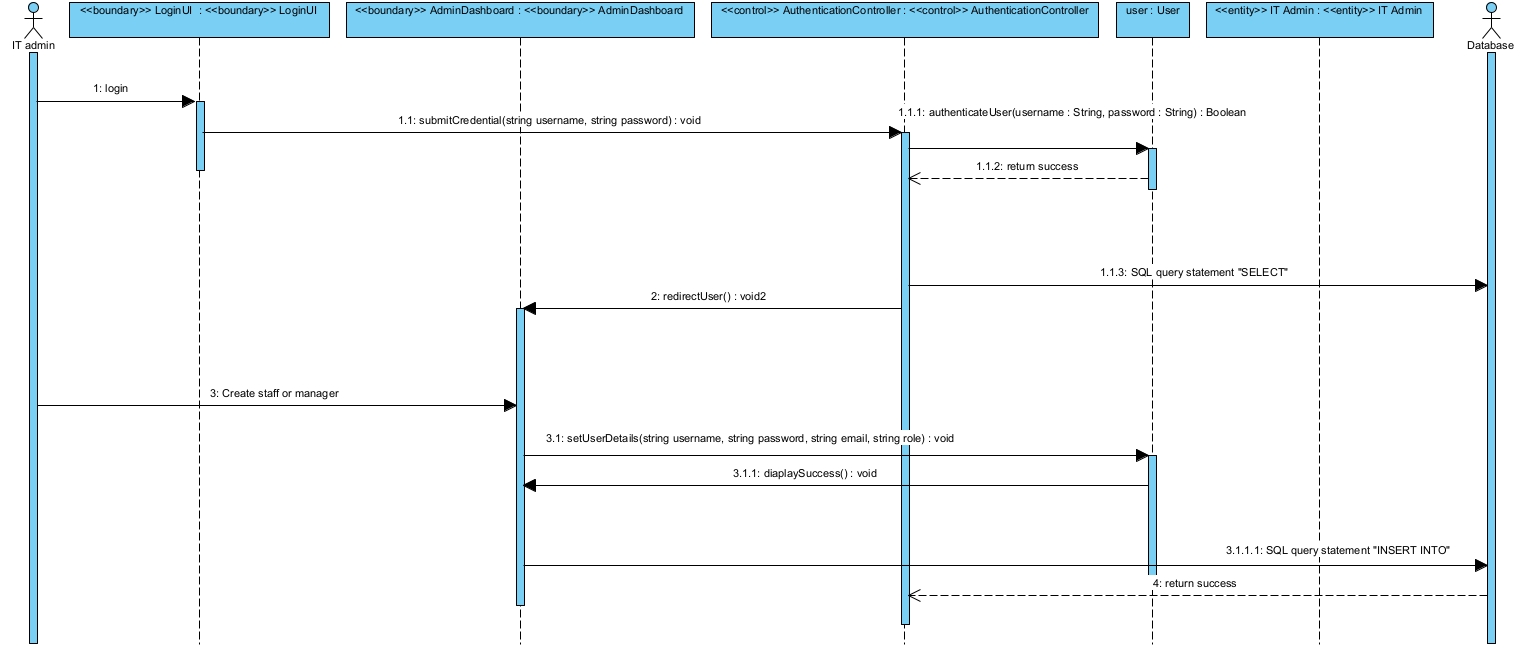 <<boundary>> LoginUI : <<boundary>> LoginUI
<<boundary>> AdminDashboard : <<boundary>> AdminDashboard
<<control>> AuthenticationController : <<control>> AuthenticationController
user : User
<<entity>> IT Admin : <<entity>> IT Admin
IT admin
Database
1: login
1.1: submitCredential(string username, string password) : void
1.1.1: authenticateUser(username : String, password : String) : Boolean
1.1.2: return success
1.1.3: SQL query statement "SELECT"
2: redirectUser() : void2
3: Create staff or manager
3.1: setUserDetails(string username, string password, string email, string role) : void
3.1.1: diaplaySuccess() : void
3.1.1.1: SQL query statement "INSERT INTO"
4: return success